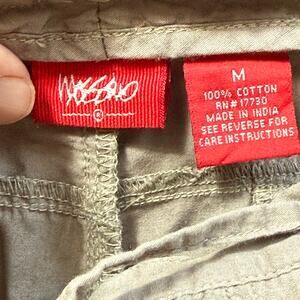 MOSSIMO
®
M
100% COTTON
RN# 17730
MADE IN INDIA
SEE REVERSE FOR
CARE INSTRUCTIONS